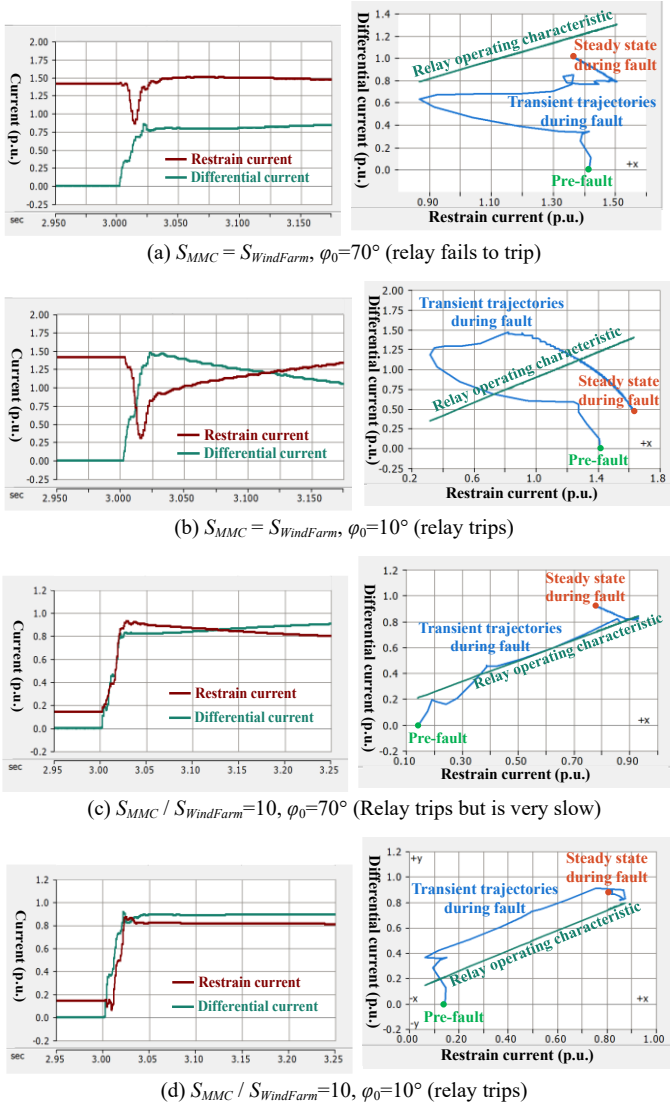 2.00
1.75
1.50
1.25
1.00
0.75
0.50
0.25
0.00
-0.25
Current (p.u.)
Restrain current
Differential current
sec
2.950 3.000 3.050 3.100 3.150
Differential current (p.u.)
1.4
1.2
1.0
0.8
0.6
0.4
0.2
0.0
Relay operating characteristic
Steady state
during fault
Transient trajectories
during fault
Pre-fault
+x
0.90 1.10 1.30 1.50
Restrain current (p.u.)
(a) S_MMC = S_WindFarm, φ0=70° (relay fails to trip)
2.00
1.75
1.50
1.25
1.00
0.75
0.50
0.25
0.00
-0.25
Current (p.u.)
Restrain current
Differential current
sec
2.950 3.000 3.050 3.100 3.150
Differential current (p.u.)
2.00
1.75
1.50
1.25
1.00
0.75
0.50
0.25
0.00
-0.25
Transient trajectories
during fault
Relay operating characteristic
Steady state
during fault
Pre-fault
+x
0.2 0.6 1.0 1.4 1.8
Restrain current (p.u.)
(b) S_MMC = S_WindFarm, φ0=10° (relay trips)
1.2
1.0
0.8
0.6
0.4
0.2
0.0
-0.2
Current (p.u.)
Restrain current
Differential current
sec
2.95 3.00 3.05 3.10 3.15 3.20 3.25
Differential current (p.u.)
1.2
1.0
0.8
0.6
0.4
0.2
0.0
-0.2
Steady state
during fault
Transient trajectories
during fault
Relay operating characteristic
Pre-fault
+x
0.10 0.30 0.50 0.70 0.90
Restrain current (p.u.)
(c) S_MMC / S_WindFarm=10, φ0=70° (Relay trips but is very slow)
1.2
1.0
0.8
0.6
0.4
0.2
0.0
-0.2
Current (p.u.)
Restrain current
Differential current
sec
2.95 3.00 3.05 3.10 3.15 3.20 3.25
Differential current (p.u.)
1.2
1.0
0.8
0.6
0.4
0.2
0.0
-0.2
+y
Steady state
during fault
Transient trajectories
during fault
Relay operating characteristic
-x
Pre-fault
+x
-y
0.00 0.20 0.40 0.60 0.80 1.00
Restrain current (p.u.)
(d) S_MMC / S_WindFarm=10, φ0=10° (relay trips)